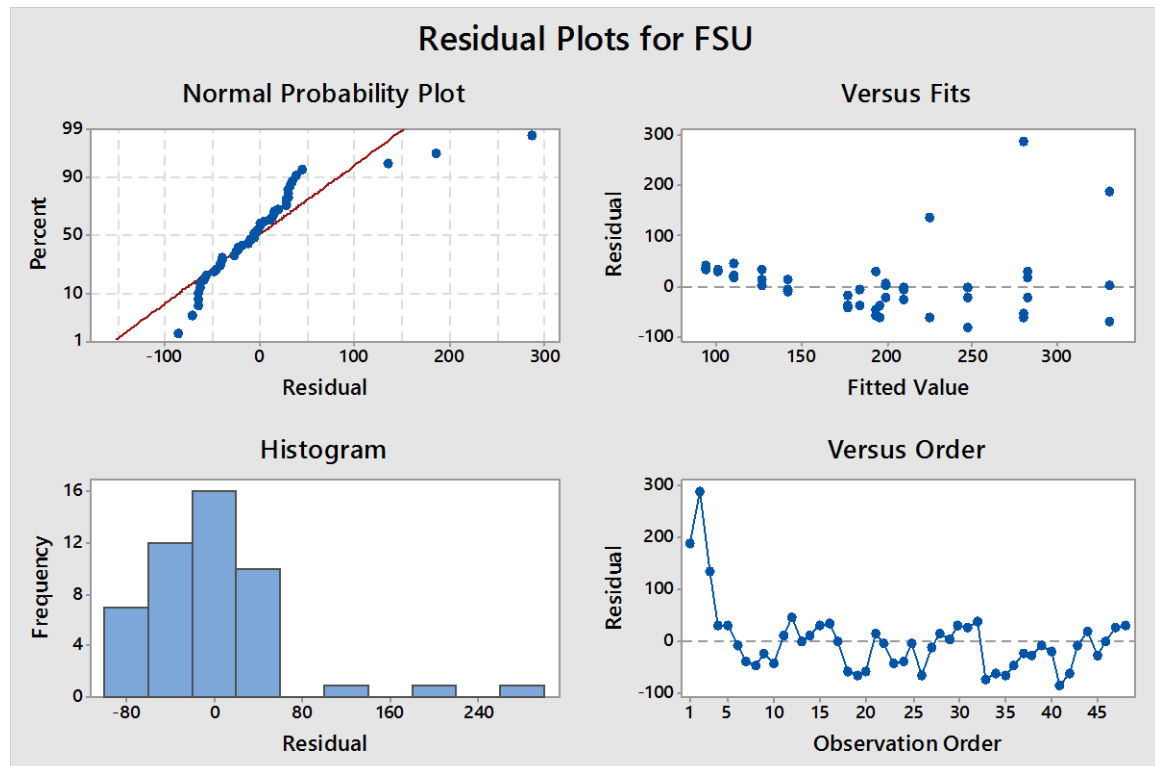 Residual Plots for FSU
Normal Probability Plot
99
90
50
10
1
Percent
-100 0 100 200 300
Residual
Versus Fits
300
200
100
0
-100
Residual
100 150 200 250 300
Fitted Value
Histogram
16
12
8
4
0
Frequency
-80 0 80 160 240
Residual
Versus Order
300
200
100
0
-100
Residual
1 5 10 15 20 25 30 35 40 45
Observation Order